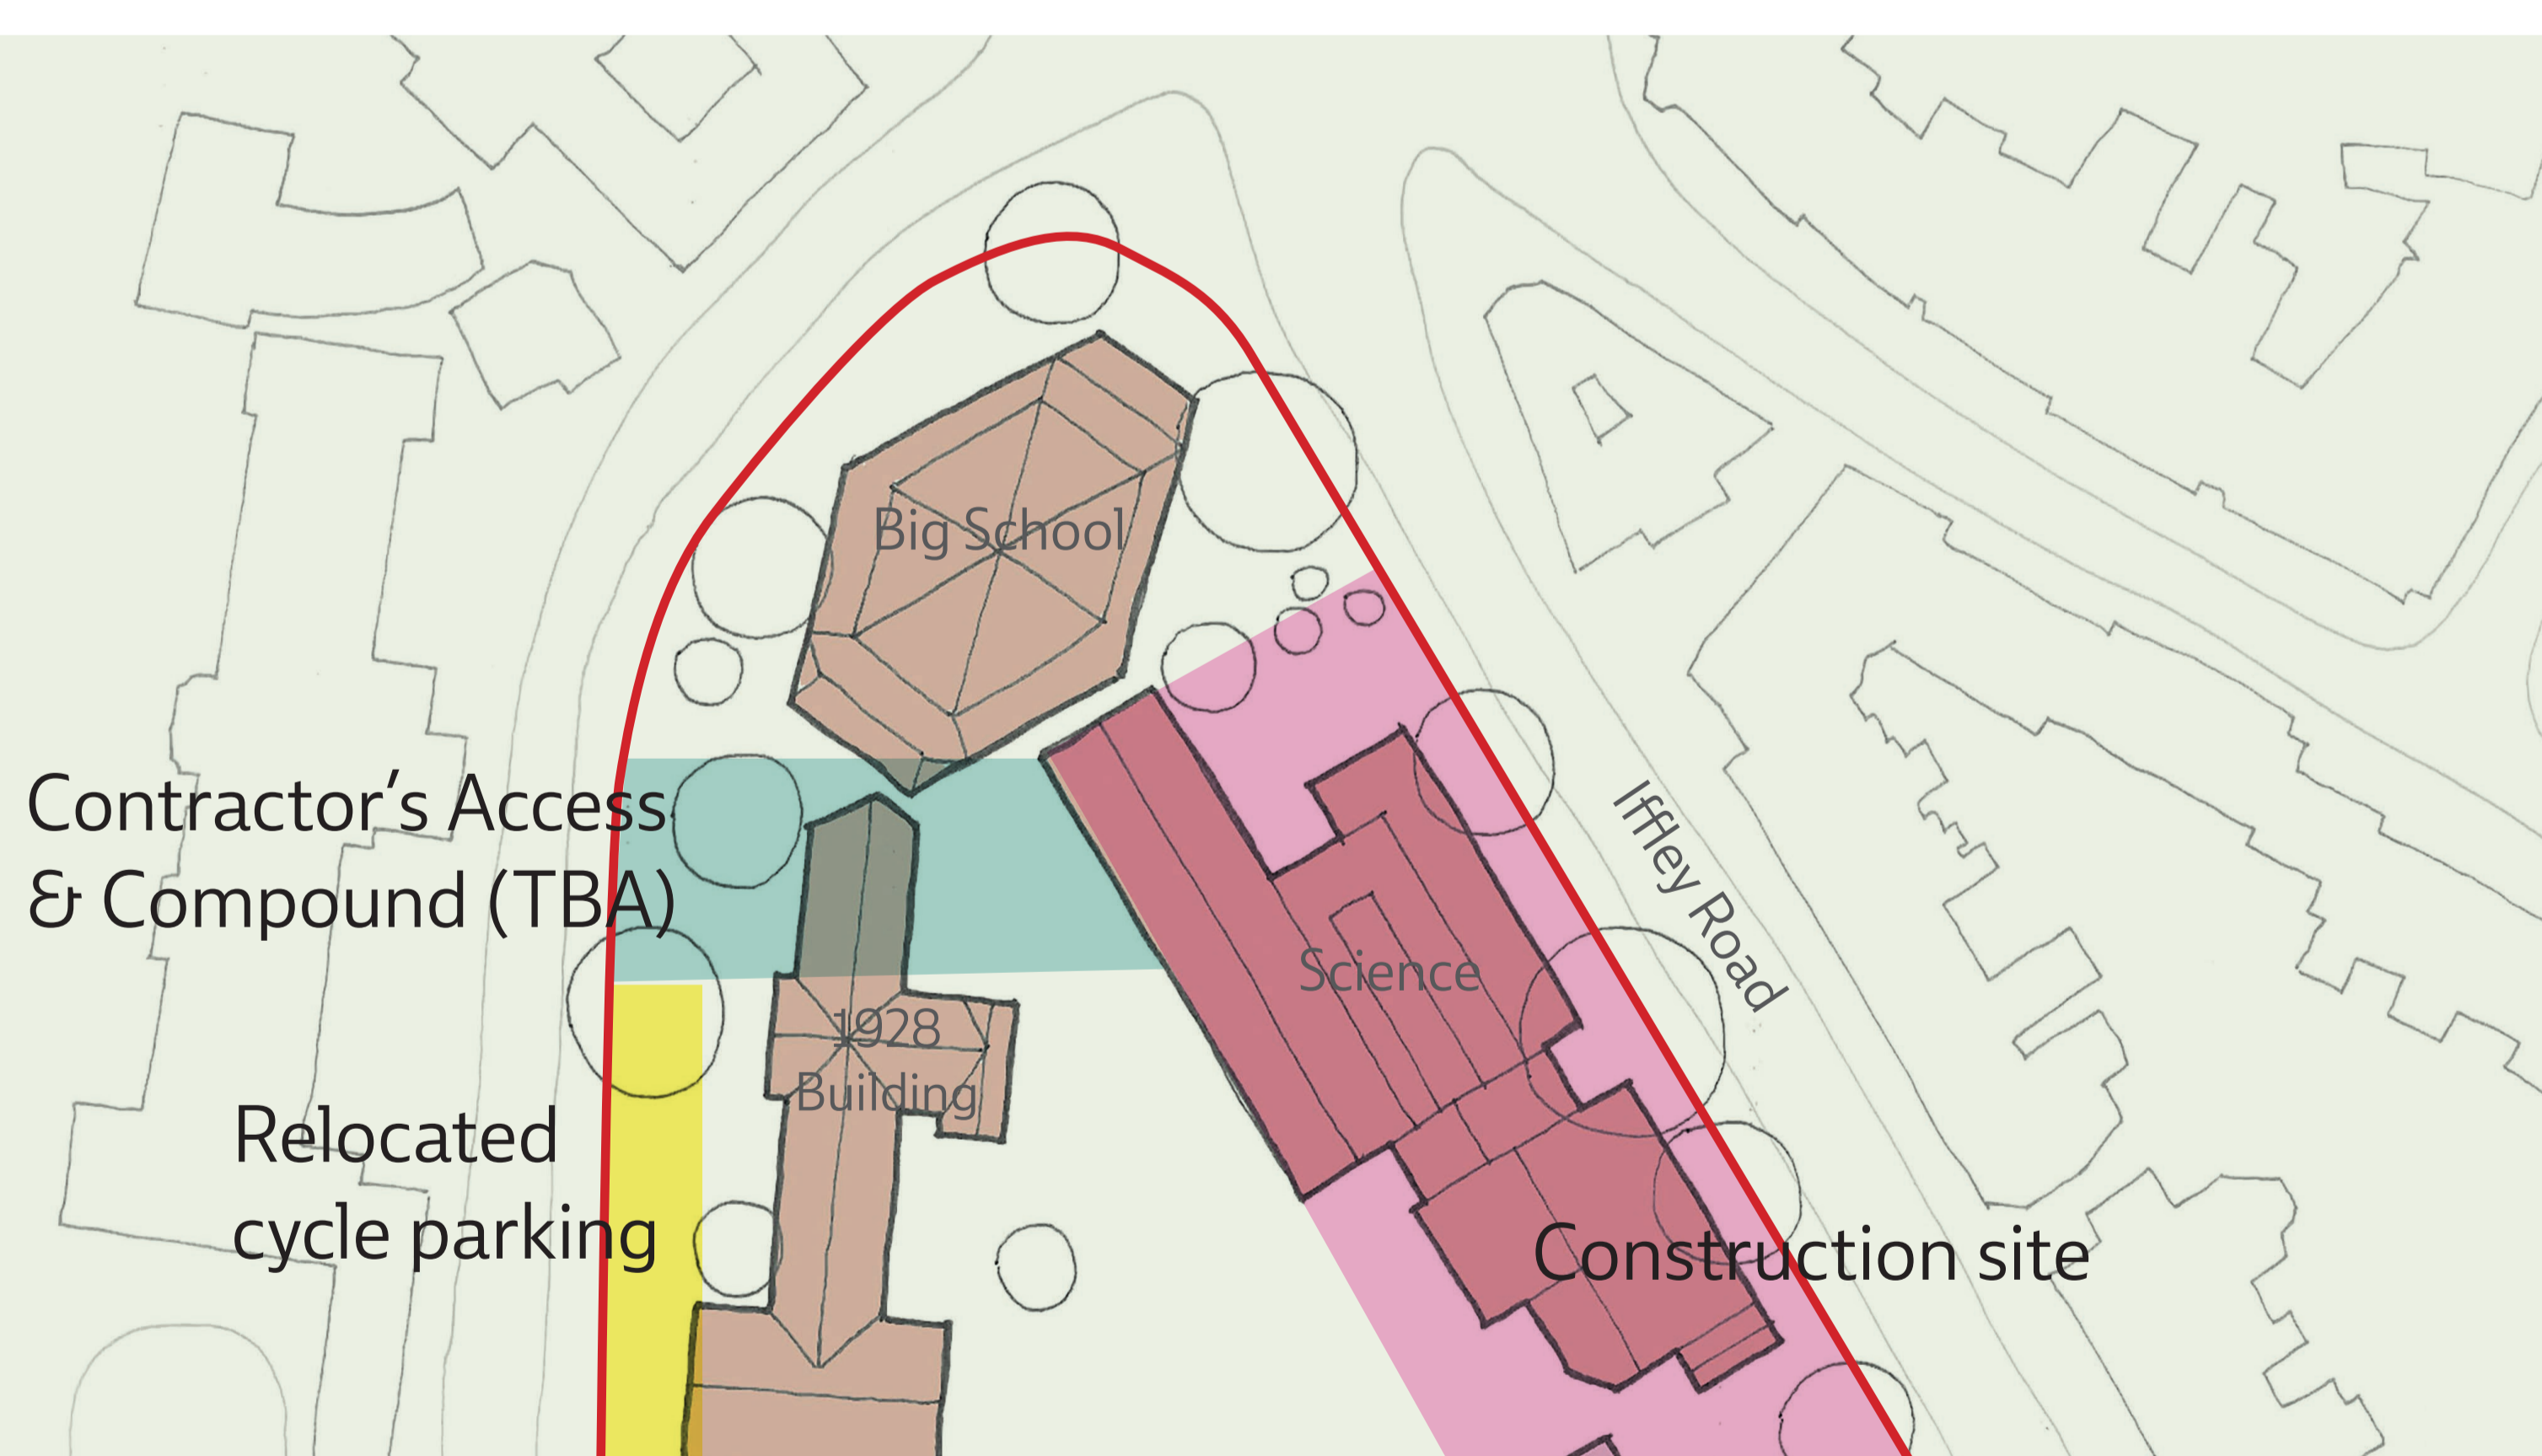 Big School
Contractor’s Access
& Compound (TBA)
Iffley Road
Science
1928
Building
Relocated
cycle parking
Construction site